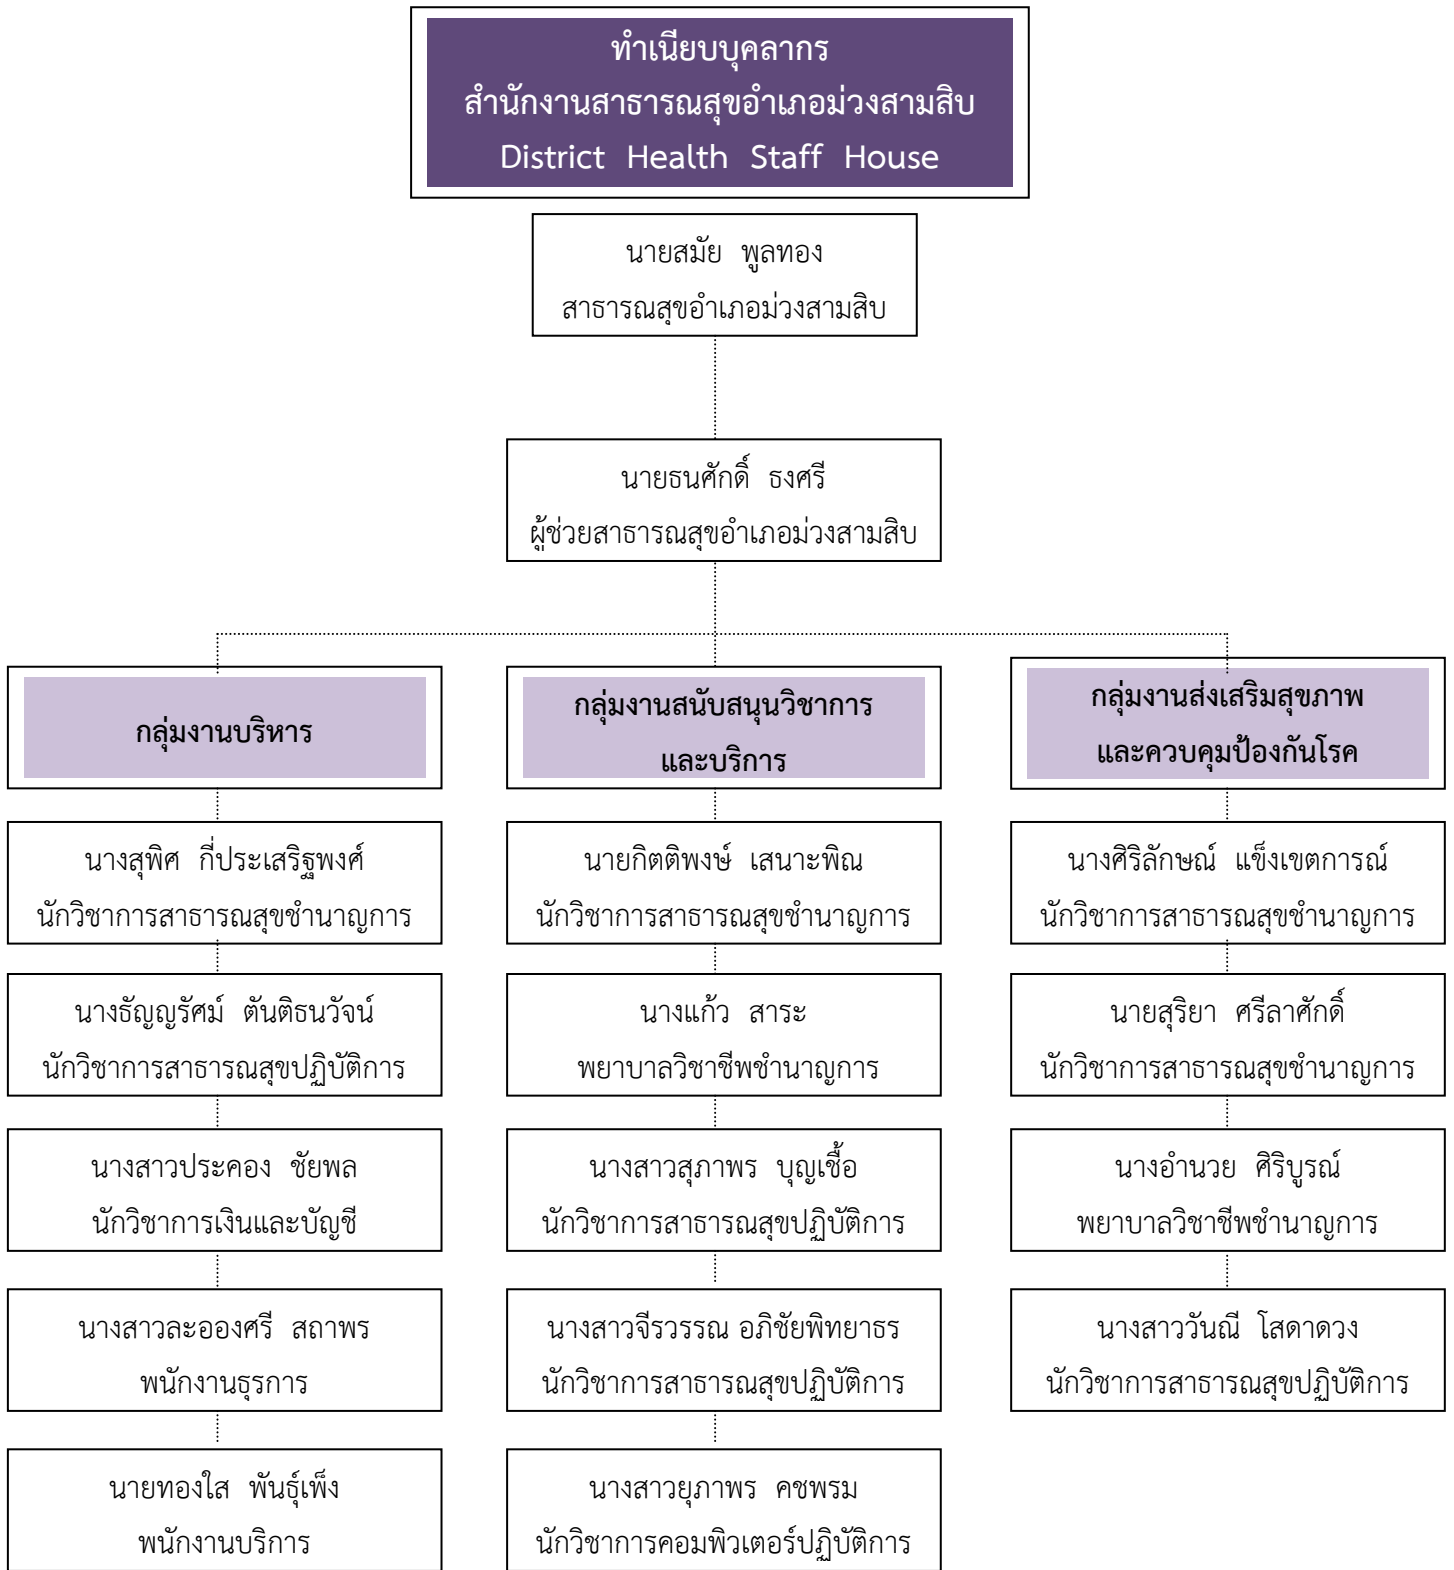 ทำเนียบบุคลากร
สำนักงานสาธารณสุขอำเภอม่วงสามสิบ
District Health Staff House
นายสมัย พูลทอง
สาธารณสุขอำเภอม่วงสามสิบ
นายธนศักดิ์ ธงศรี
ผู้ช่วยสาธารณสุขอำเภอม่วงสามสิบ
กลุ่มงานบริหาร
นางสุพิศ กี่ประเสริฐพงศ์
นักวิชาการสาธารณสุขชำนาญการ
นางธัญญรัศม์ ตันติธนวัจน์
นักวิชาการสาธารณสุขปฏิบัติการ
นางสาวประคอง ชัยพล
นักวิชาการเงินและบัญชี
นางสาวละอองศรี สถาพร
พนักงานธุรการ
นายทองใส พันธุ์เพ็ง
พนักงานบริการ
กลุ่มงานสนับสนุนวิชาการ
และบริการ
นายกิตติพงษ์ เสนาะพิณ
นักวิชาการสาธารณสุขชำนาญการ
นางแก้ว สาระ
พยาบาลวิชาชีพชำนาญการ
นางสาวสุภาพร บุญเชื้อ
นักวิชาการสาธารณสุขปฏิบัติการ
นางสาวจีรวรรณ อภิชัยพิทยาธร
นักวิชาการสาธารณสุขปฏิบัติการ
นางสาวยุภาพร คชพรม
นักวิชาการคอมพิวเตอร์ปฏิบัติการ
กลุ่มงานส่งเสริมสุขภาพ
และควบคุมป้องกันโรค
นางศิริลักษณ์ แข็งเขตการณ์
นักวิชาการสาธารณสุขชำนาญการ
นายสุริยา ศรีลาศักดิ์
นักวิชาการสาธารณสุขชำนาญการ
นางอำนวย ศิริบูรณ์
พยาบาลวิชาชีพชำนาญการ
นางสาววันณี โสดาดวง
นักวิชาการสาธารณสุขปฏิบัติการ